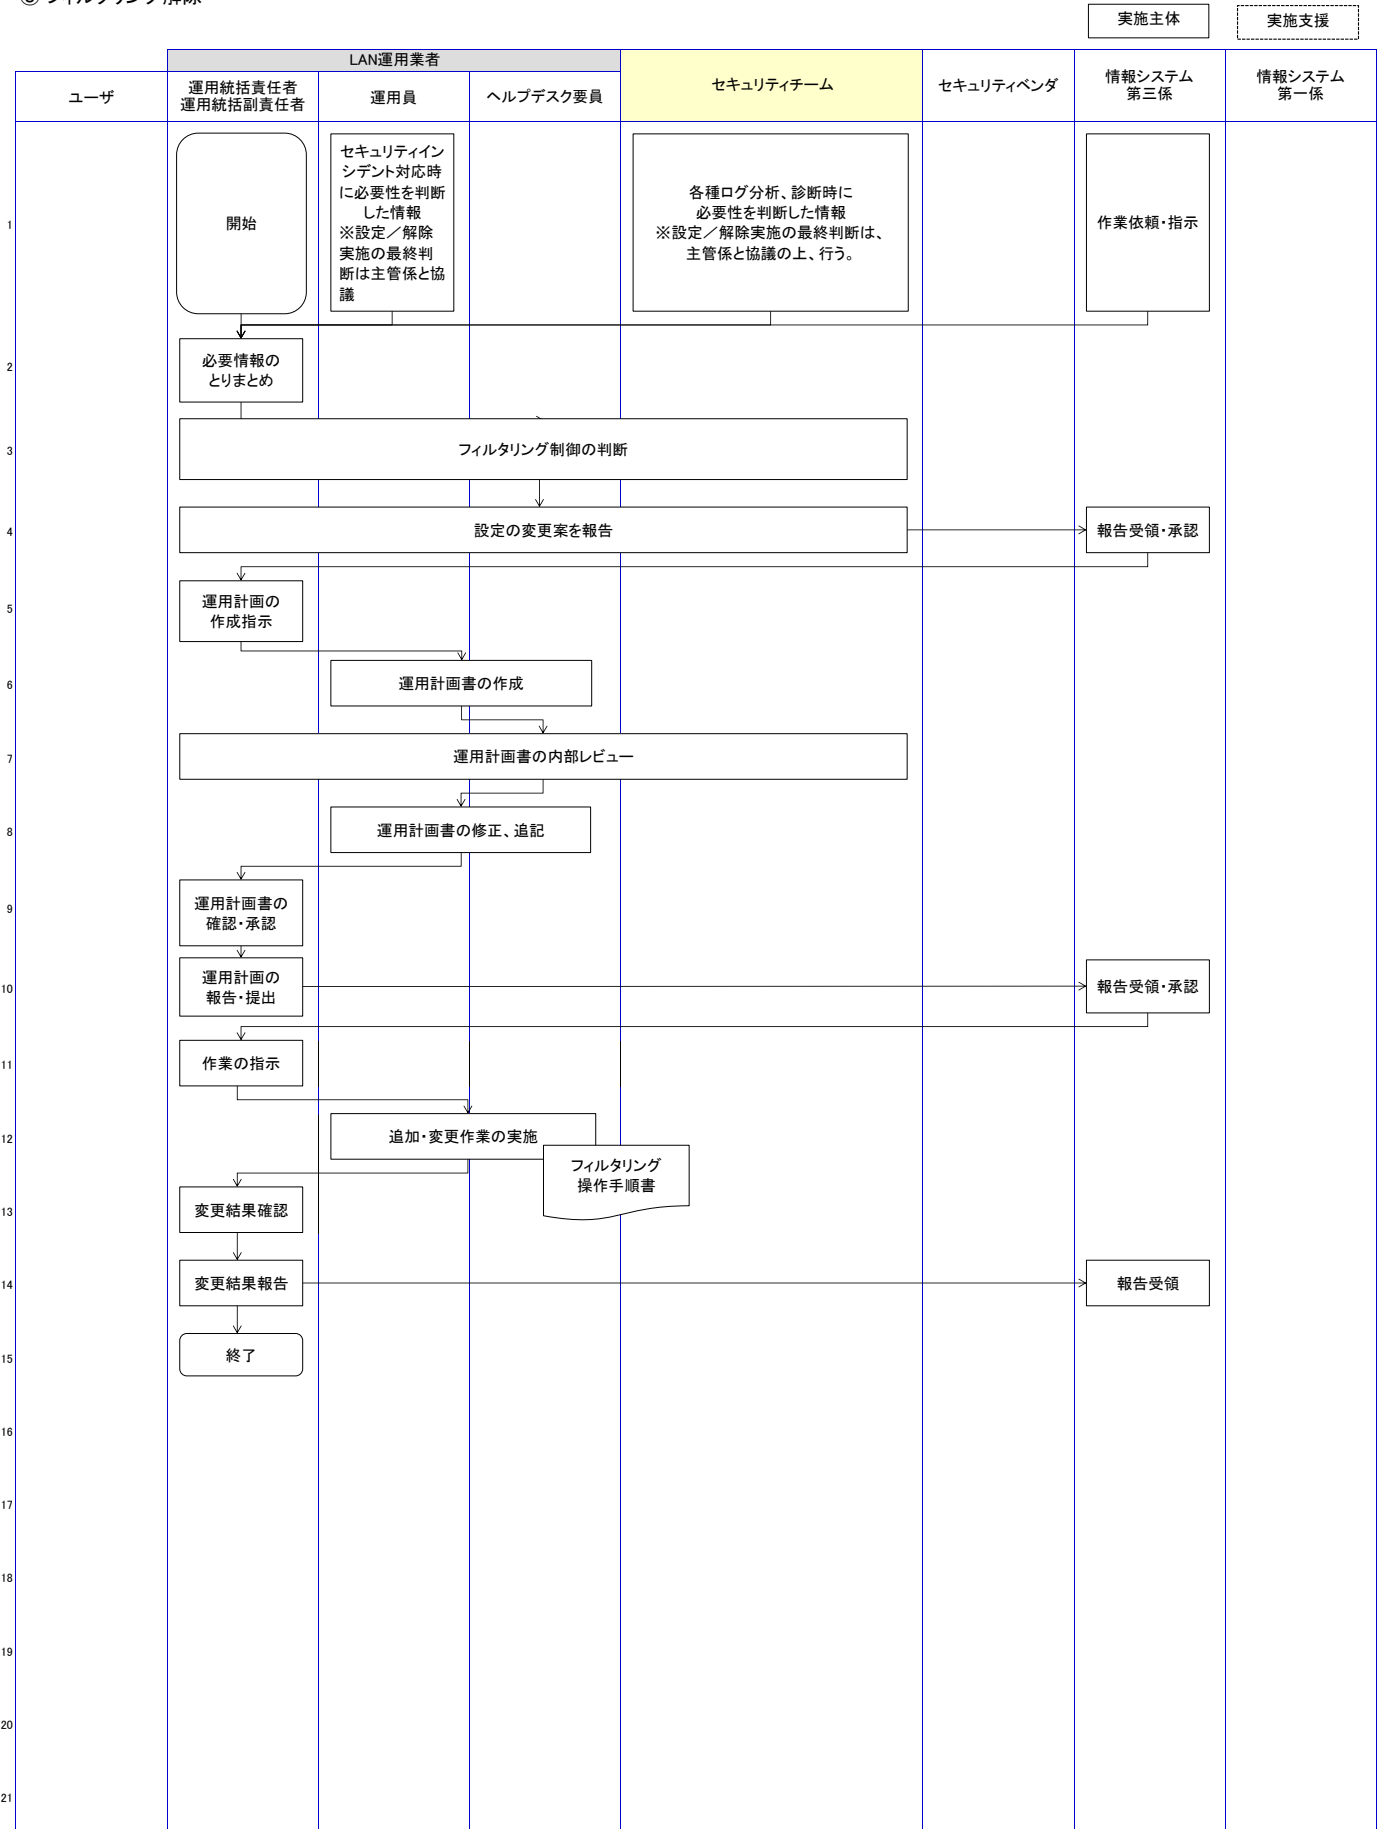 フィルタリング解除
実施主体
実施支援
LAN運用業者
ユーザ
運用統括責任者
運用統括副責任者
運用員
ヘルプデスク要員
セキュリティチーム
セキュリティベンダ
情報システム
第三係
情報システム
第一係
1
開始
セキュリティイン
シデント対応時
に必要性を判断
した情報
※設定／解除
実施の最終判
断は主管係と協
議
各種ログ分析、診断時に
必要性を判断した情報
※設定／解除実施の最終判断は、
主管係と協議の上、行う。
作業依頼・指示
2
必要情報の
とりまとめ
3
フィルタリング制御の判断
4
設定の変更案を報告
報告受領・承認
5
運用計画の
作成指示
6
運用計画書の作成
7
運用計画書の内部レビュー
8
運用計画書の修正、追記
9
運用計画書の
確認・承認
10
運用計画の
報告・提出
報告受領・承認
11
作業の指示
12
追加・変更作業の実施
フィルタリング
操作手順書
13
変更結果確認
14
変更結果報告
報告受領
15
終了
16
17
18
19
20
21